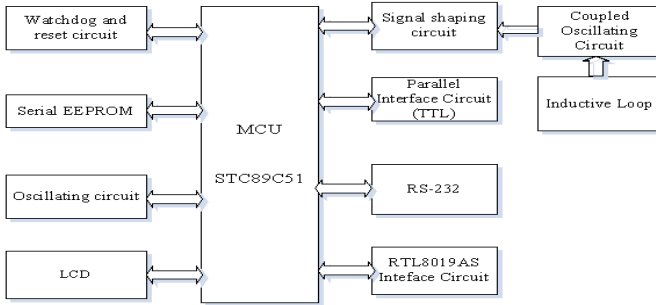 Watchdog and
reset circuit
Serial EEPROM
Oscillating circuit
LCD
MCU
STC89C51
Signal shaping
circuit
Parallel
Interface Circuit
(TTL)
RS-232
RTL8019AS
Inteface Circuit
Coupled
Oscillating
Circuit
Inductive Loop